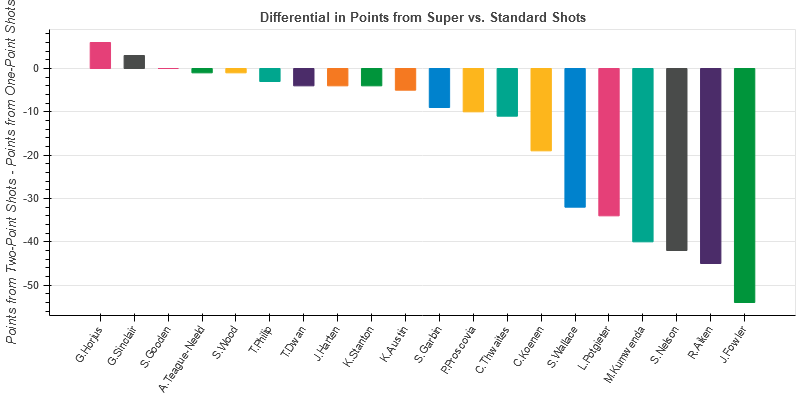 Differential in Points from Super vs. Standard Shots
Points from Two-Point Shots - Points from One-Point Shots
0
-10
-20
-30
-40
-50
G.Horjus
G.Sinclair
S.Gooden
A.Teague-Neeld
S.Wood
T.Philip
T.Dwan
J.Harten
K.Stanton
K.Austin
S.Garbin
P.Proscovia
C.Thwaites
C.Koenen
S.Wallace
L.Potgieter
M.Kumwenda
S.Nelson
R.Aiken
J.Fowler